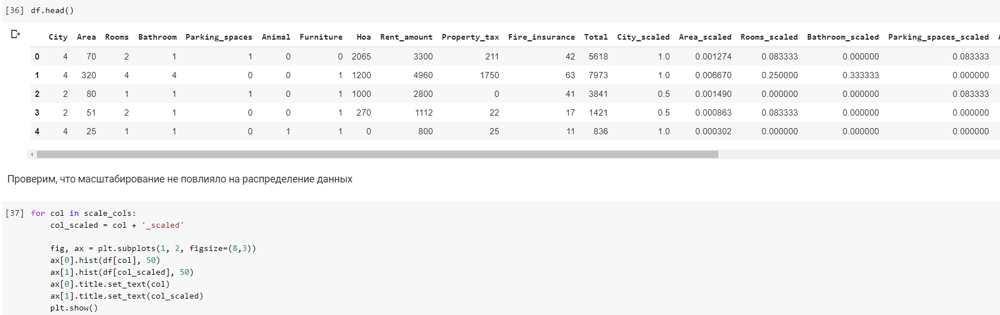 [36] df.head()
City Area Rooms Bathroom Parking_spaces Animal Furniture Hoa Rent_amount Property_tax Fire_insurance Total City_scaled Area_scaled Rooms_scaled Bathroom_scaled Parking_spaces_scaled
0 4 70 2 1 1 0 0 2065 3300 211 42 5618 1.0 0.001274 0.083333 0.000000 0.083333
1 4 320 4 4 0 0 1 1200 4960 1750 63 7973 1.0 0.006670 0.250000 0.333333 0.000000
2 2 80 1 1 1 0 1 1000 2800 0 41 3841 0.5 0.001490 0.000000 0.000000 0.083333
3 2 51 2 1 0 0 1 270 1112 22 17 1421 0.5 0.000863 0.083333 0.000000 0.000000
4 4 25 1 1 0 1 1 0 800 25 11 836 1.0 0.000302 0.000000 0.000000 0.000000
Проверим, что масштабирование не повлияло на распределение данных
[37] for col in scale_cols:
col_scaled = col + '_scaled'
fig, ax = plt.subplots(1, 2, figsize=(8,3))
ax[0].hist(df[col], 50)
ax[1].hist(df[col_scaled], 50)
ax[0].title.set_text(col)
ax[1].title.set_text(col_scaled)
plt.show()